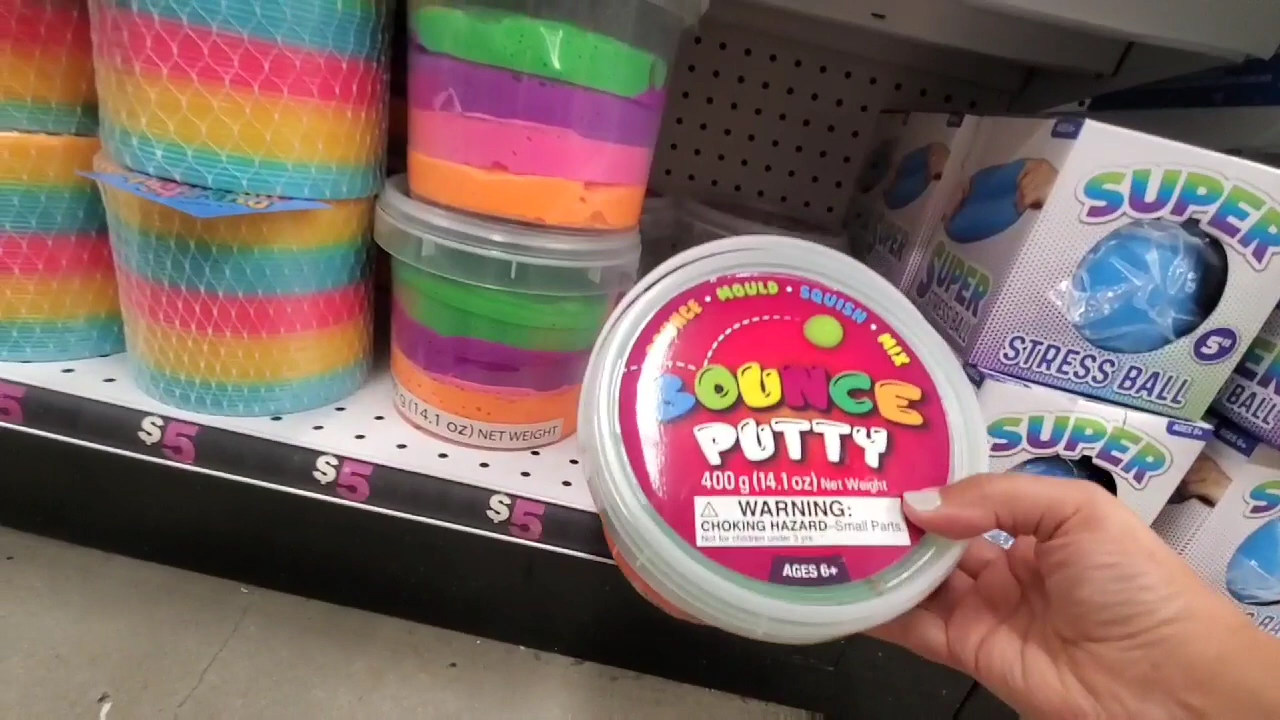 MOULD • SQUISH • MIX
BOUNCE
PUTTY
400 g (14.1 oz) Net Weight
WARNING:
CHOKING HAZARD–Small Parts.
Not for children under 3 yrs.
AGES 6+
g (14.1 oz) NET WEIGHT
$5
$5
$5
5
SUPER
STRESS BALL
5"
SUPER
STRESS BALL
SUPER
AGES 6+
BALL